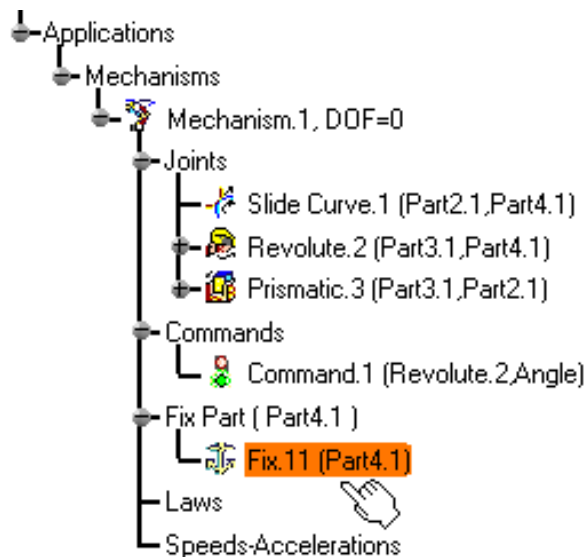 Applications
Mechanisms
Mechanism.1, DOF=0
Joints
Slide Curve.1 (Part2.1,Part4.1)
Revolute.2 (Part3.1,Part4.1)
Prismatic.3 (Part3.1,Part2.1)
Commands
Command.1 (Revolute.2,Angle)
Fix Part ( Part4.1 )
Fix.11 (Part4.1)
Laws
Speeds-Accelerations